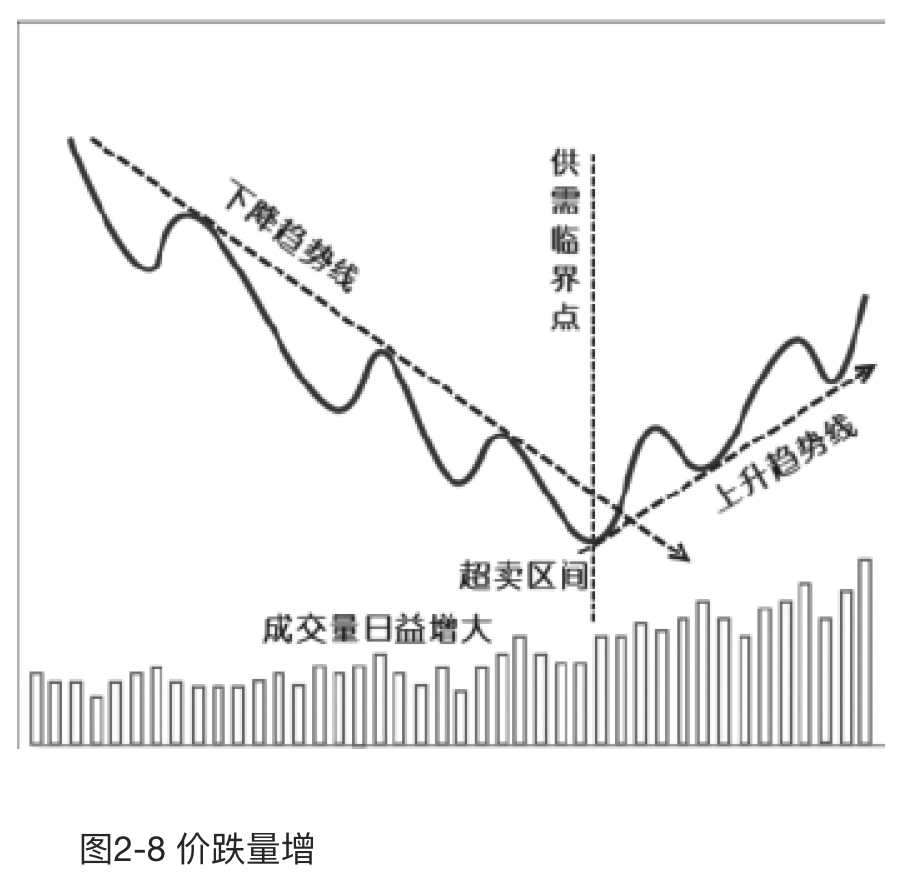 下降趋势线
供需临界点
上升趋势线
超卖区间
成交量日益增大
图2-8 价跌量增